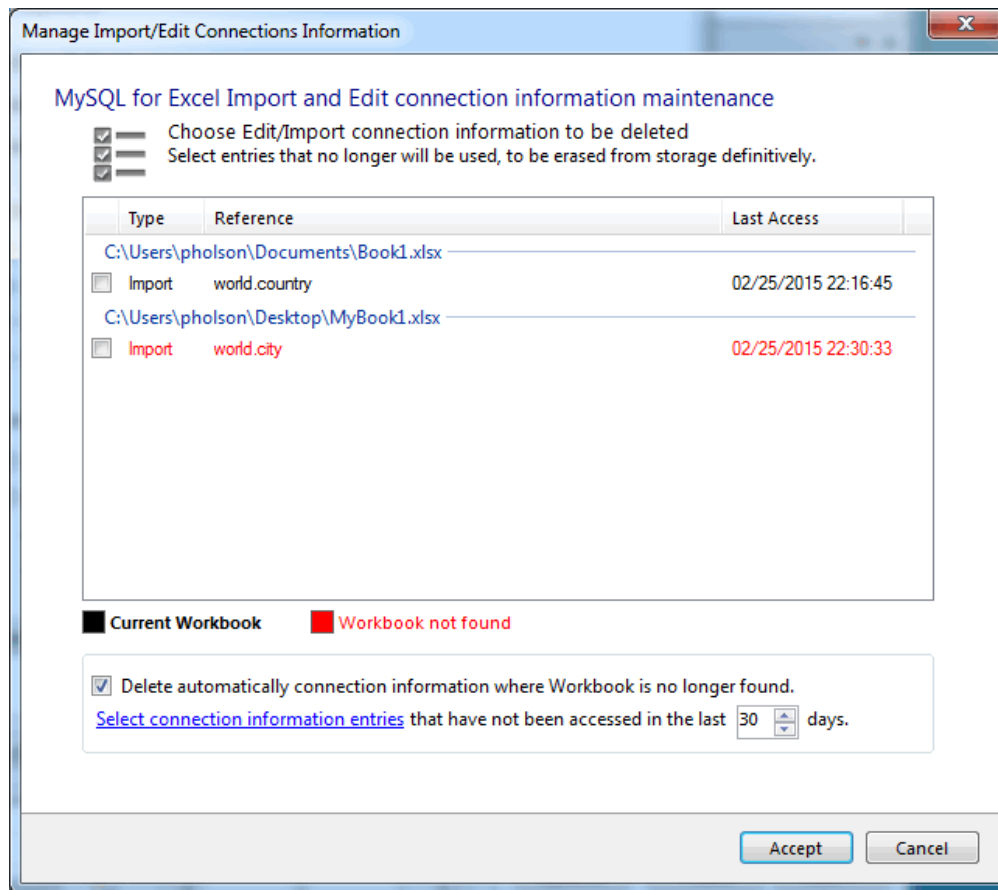 Manage Import/Edit Connections Information
X
MySQL for Excel Import and Edit connection information maintenance
Choose Edit/Import connection information to be deleted
Select entries that no longer will be used, to be erased from storage definitively.
Type Reference Last Access
C:\Users\pholson\Documents\Book1.xlsx
Import world.country 02/25/2015 22:16:45
C:\Users\pholson\Desktop\MyBook1.xlsx
Import world.city 02/25/2015 22:30:33
Current Workbook Workbook not found
Delete automatically connection information where Workbook is no longer found.
Select connection information entries that have not been accessed in the last 30 days.
Accept Cancel